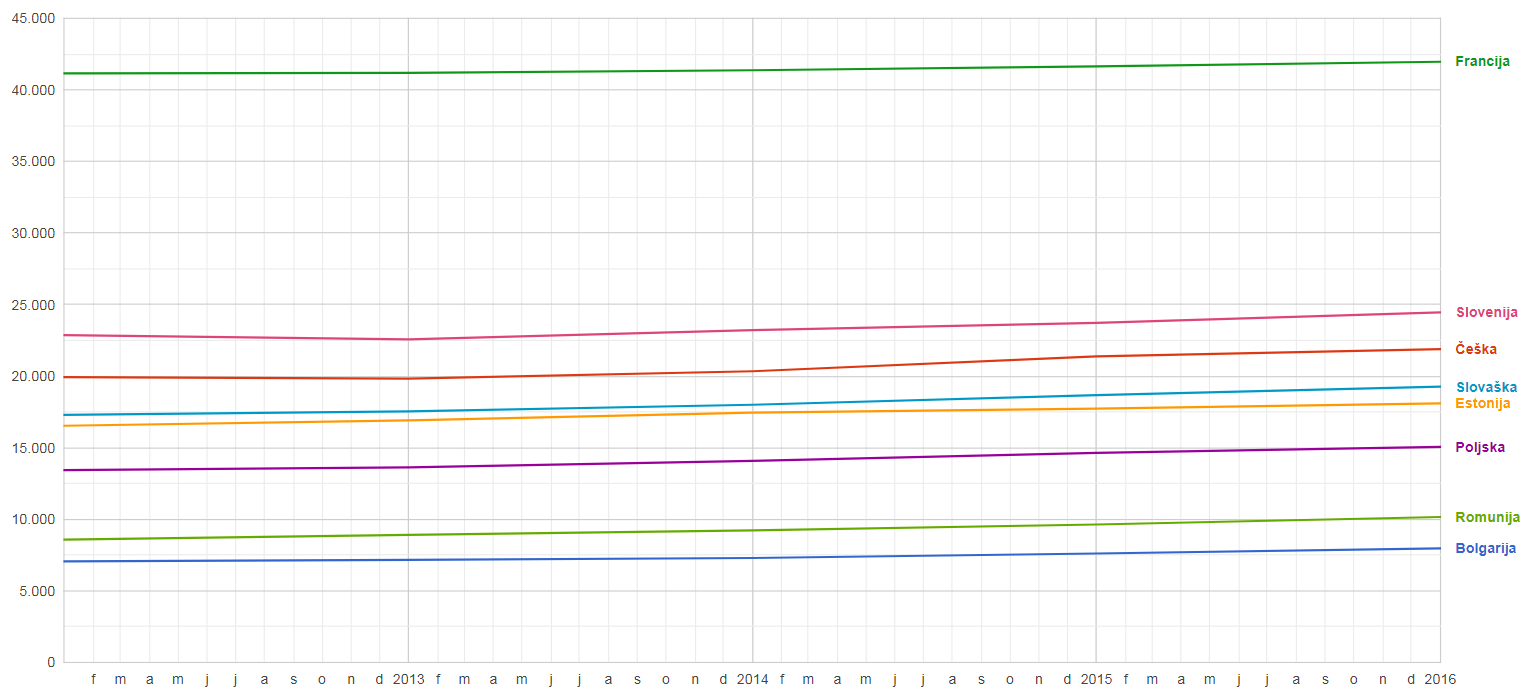 45.000
40.000
35.000
30.000
25.000
20.000
15.000
10.000
5.000
0
Francija
Slovenija
Češka
Slovaška
Estonija
Poljska
Romunija
Bolgarija
f m a m j j a s o n d 2013 f m a m j j a s o n d 2014 f m a m j j a s o n d 2015 f m a m j j a s o n d 2016